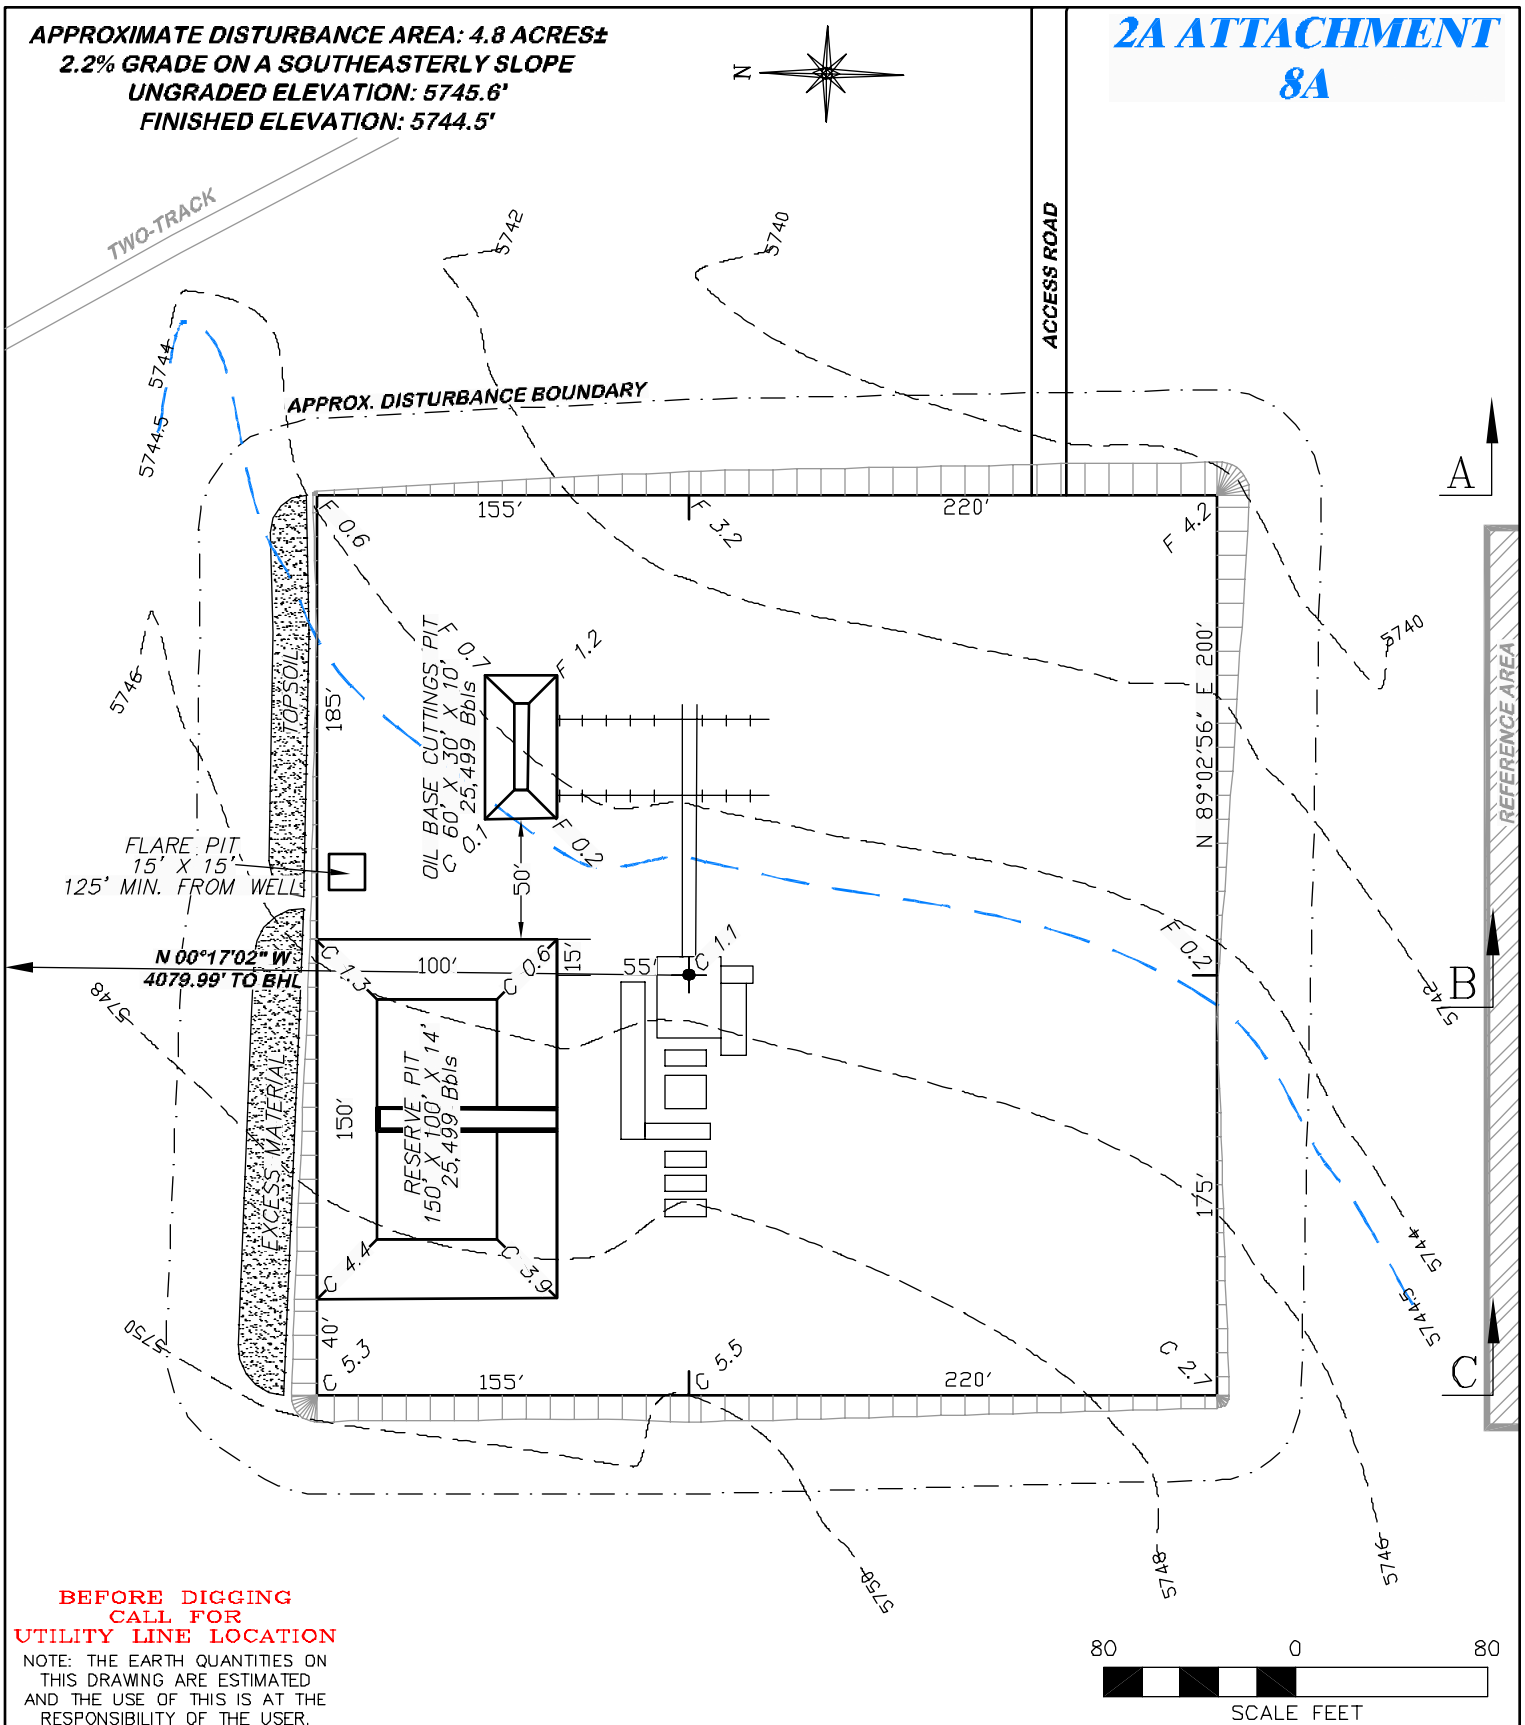 APPROXIMATE DISTURBANCE AREA: 4.8 ACRES±
2.2% GRADE ON A SOUTHEASTERLY SLOPE
UNGRADED ELEVATION: 5745.6'
FINISHED ELEVATION: 5744.5'
N
2A ATTACHMENT
8A
TWO-TRACK
5742
5740
ACCESS ROAD
5744
5744.5
APPROX. DISTURBANCE BOUNDARY
A
155'
220'
F 0.6
F 3.2
F 4.2
5746
TOPSOIL
185'
OIL BASE CUTTINGS PIT
60' X 30' X 10'
25,499 Bbls
F 0.7
F 1.2
C 0.1
F 0.2
N 89°02'56" E 200'
5740
REFERENCE AREA
FLARE PIT
15' X 15'
125' MIN. FROM WELL
50'
N 00°17'02" W
4079.99' TO BHL
C 1.3
100'
C 0.6
15'
55'
C 1.1
F 0.2
5742
B
5748
EXCESS MATERIAL
150'
RESERVE PIT
150' X 100' X 14'
25,499 Bbls
175'
C 4.4
C 3.9
5744
5744.5
5750
40'
C 5.3
155'
C 5.5
220'
C 2.7
C
5750
5748
5746
BEFORE DIGGING
CALL FOR
UTILITY LINE LOCATION
NOTE: THE EARTH QUANTITIES ON
THIS DRAWING ARE ESTIMATED
AND THE USE OF THIS IS AT THE
RESPONSIBILITY OF THE USER.
80 0 80
SCALE FEET